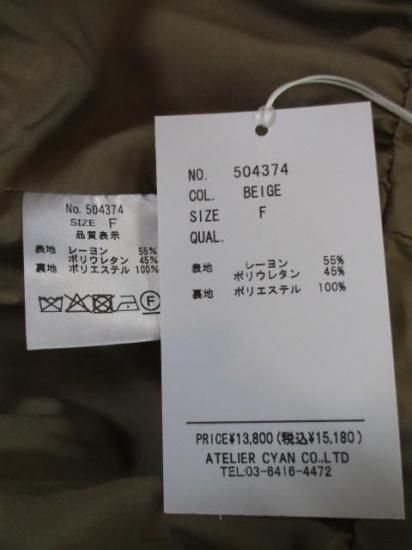 No. 504374
SIZE F
品質表示
表地 レーヨン 55%
ポリウレタン 45%
裏地 ポリエステル 100%
F
NO. 504374
COL. BEIGE
SIZE F
QUAL.
表地 レーヨン 55%
ポリウレタン 45%
裏地 ポリエステル 100%
PRICE¥13,800(税込¥15,180)
ATELIER CYAN CO.,LTD
TEL:03-6416-4472